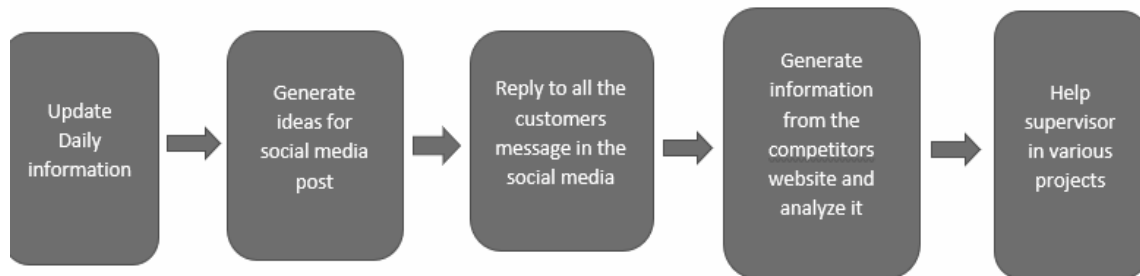 Update
Daily
information
Generate
ideas for
social media
post
Reply to all the
customers
message in the
social media
Generate
information
from the
competitors
website and
analyze it
Help
supervisor
in various
projects